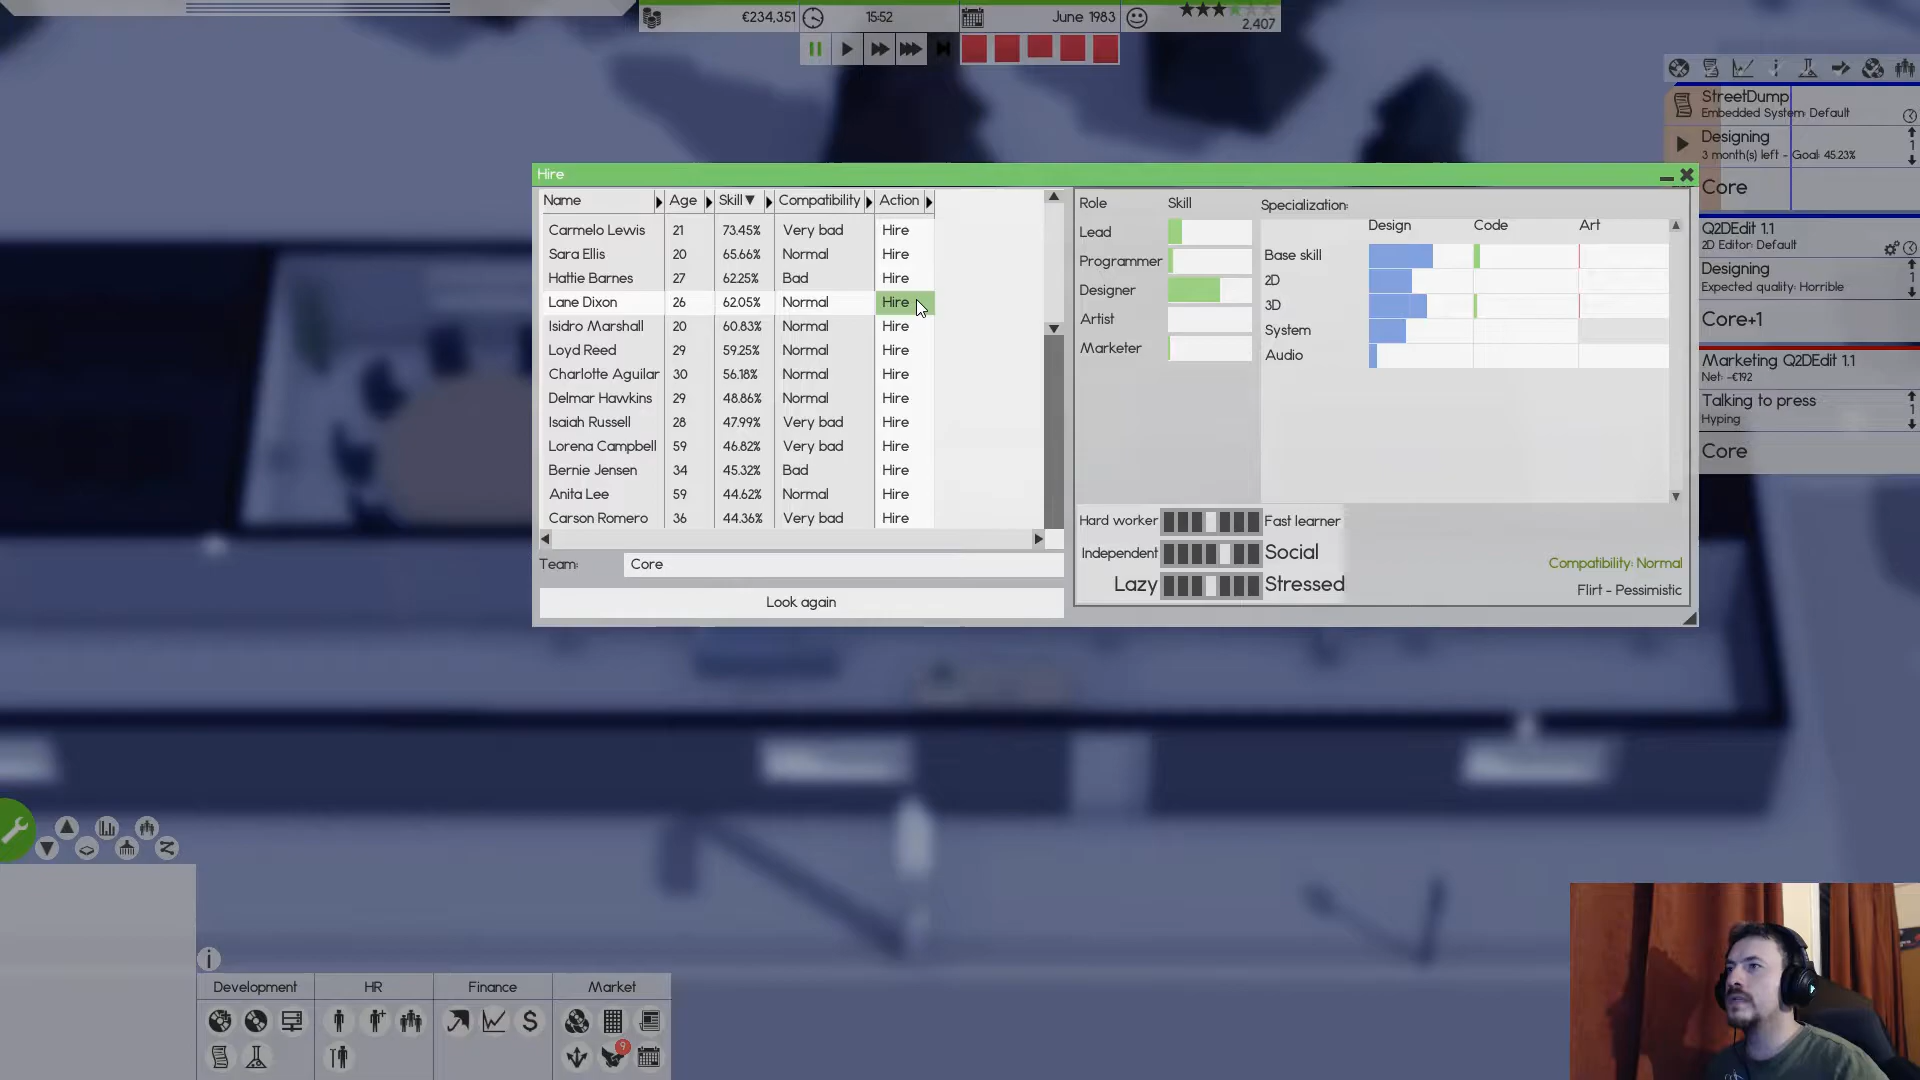 €234,351
15:52
June 1983
2,407
Hire
Name Age Skill▼ Compatibility Action
Carmelo Lewis 21 73.45% Very bad Hire
Sara Ellis 20 65.66% Normal Hire
Hattie Barnes 27 62.25% Bad Hire
Lane Dixon 26 62.05% Normal Hire
Isidro Marshall 20 60.83% Normal Hire
Loyd Reed 29 59.25% Normal Hire
Charlotte Aguilar 30 56.18% Normal Hire
Delmar Hawkins 29 48.86% Normal Hire
Isaiah Russell 28 47.99% Very bad Hire
Lorena Campbell 59 46.82% Very bad Hire
Bernie Jensen 34 45.32% Bad Hire
Anita Lee 59 44.62% Normal Hire
Carson Romero 36 44.36% Very bad Hire
Team: Core
Look again
Role Skill
Lead
Programmer
Designer
Artist
Marketer
Specialization:
Design Code Art
Base skill
2D
3D
System
Audio
Hard worker Fast learner
Independent Social
Lazy Stressed
Compatibility: Normal
Flirt - Pessimistic
StreetDump
Embedded System: Default
Designing
3 month(s) left - Goal: 45.23%
1
Core
Q2DEdit 1.1
2D Editor: Default
Designing
Expected quality: Horrible
1
Core+1
Marketing Q2DEdit 1.1
Net: -€192
Talking to press
Hyping
1
Core
i
Development HR Finance Market
9